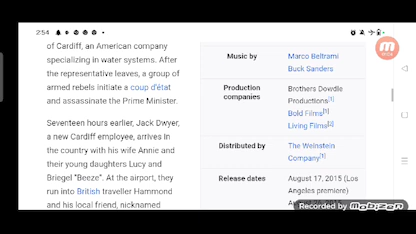 2:54
of Cardiff, an American company
specializing in water systems. After
the representative leaves, a group of
armed rebels initiate a coup d'état
and assassinate the Prime Minister.
Seventeen hours earlier, Jack Dwyer,
a new Cardiff employee, arrives in
the country with his wife Annie and
their young daughters Lucy and
Briegel "Beeze". At the airport, they
run into British traveller Hammond
and his local friend, nicknamed
Music by
Marco Beltrami
Buck Sanders
Production
companies
Brothers Dowdle
Productions[1]
Bold Films[1]
Living Films[2]
Distributed by
The Weinstein
Company[1]
Release dates
August 17, 2015 (Los
Angeles premiere)
Recorded by Mobizen